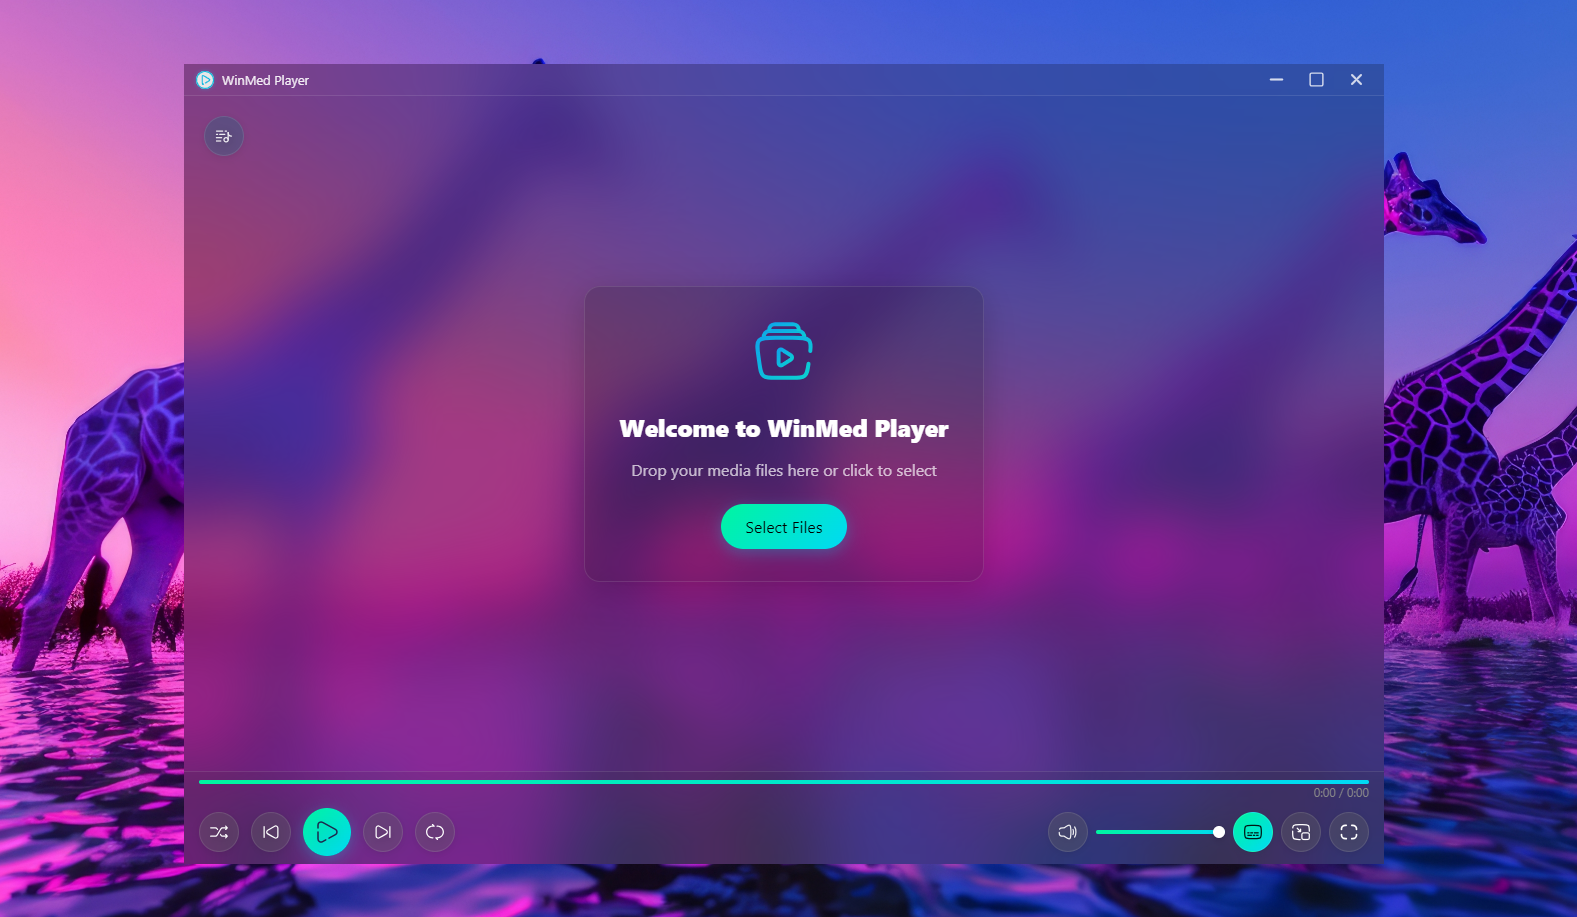 WinMed Player
Welcome to WinMed Player
Drop your media files here or click to select
Select Files
0:00 / 0:00